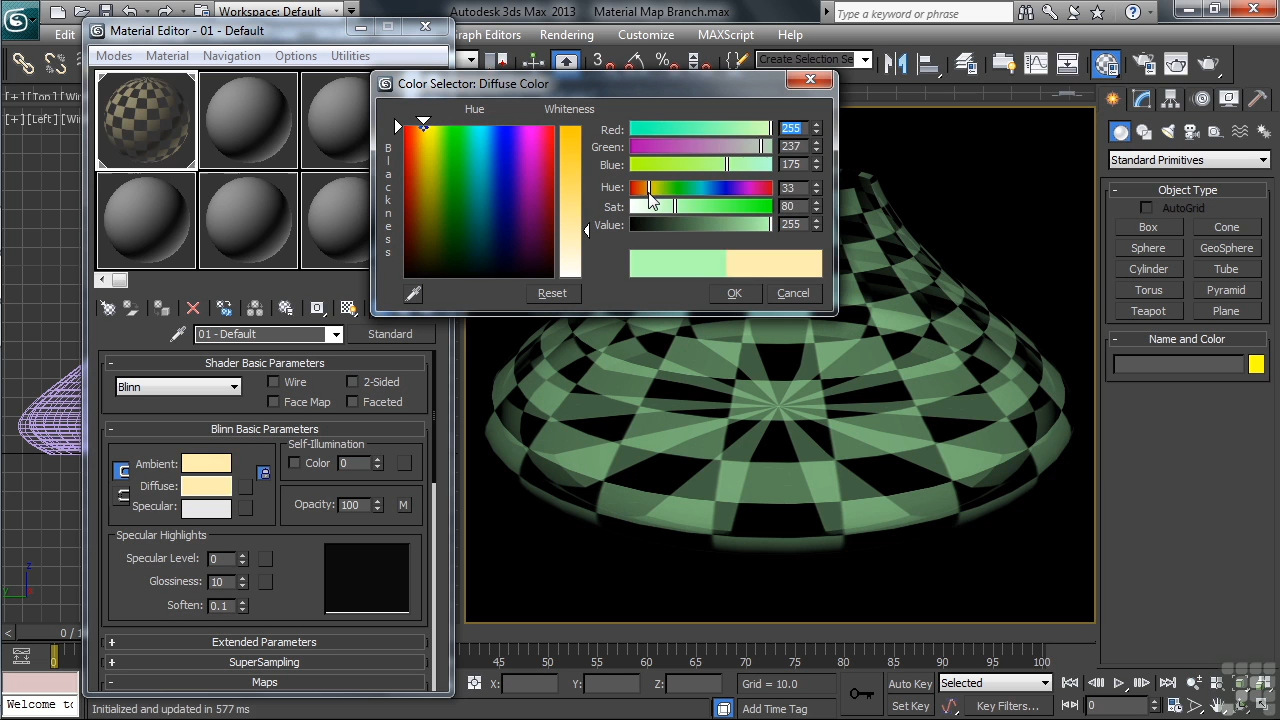 Workspace: Default
Autodesk 3ds Max 2013 Material Map Branch.max
Type a keyword or phrase
Edit
Graph Editors Rendering Customize MAXScript Help
Material Editor - 01 - Default
Modes Material Navigation Options Utilities
Create Selection Se
[+] [Left] [Wir
Color Selector: Diffuse Color
Hue Whiteness
Blackness
Red: 255
Green: 237
Blue: 175
Hue: 33
Sat: 80
Value: 255
Reset OK Cancel
Standard Primitives
Object Type
AutoGrid
Box Cone
Sphere GeoSphere
Cylinder Tube
Torus Pyramid
Teapot Plane
Name and Color
01 - Default Standard
Shader Basic Parameters
Blinn Wire 2-Sided
Face Map Faceted
Blinn Basic Parameters
Self-Illumination
Ambient: Color 0
Diffuse:
Specular: Opacity: 100 M
Specular Highlights
Specular Level: 0
Glossiness: 10
Soften: 0.1
Extended Parameters
SuperSampling
Maps
z
y
< 0 / 1
0
45 50 55 60 65 70 75 80 85 90 95 100
X: Y: Z: Grid = 10.0 Auto Key Selected
Set Key Key Filters... 0
Welcome to Initialized and updated in 577 ms Add Time Tag